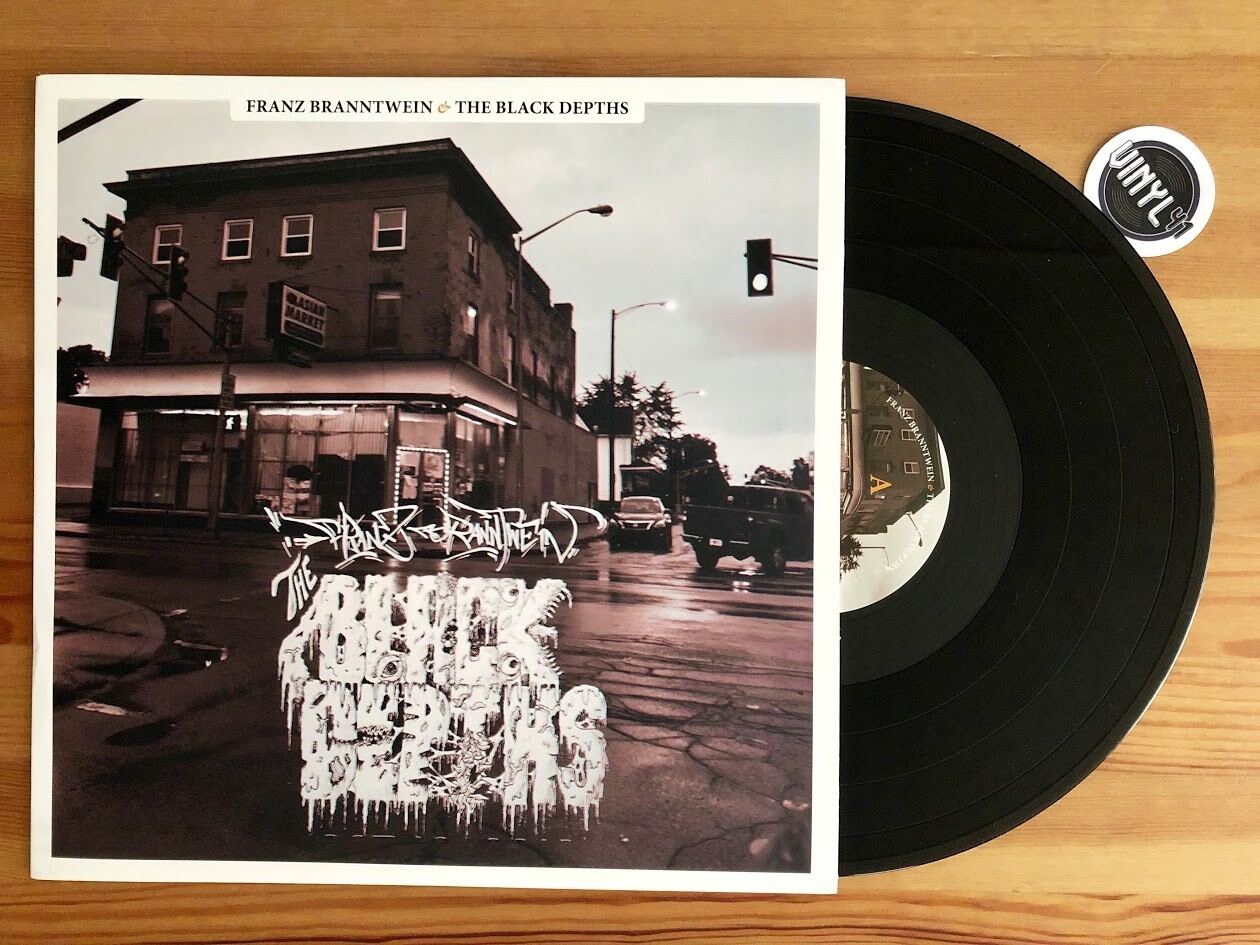 FRANZ BRANNTWEIN & THE BLACK DEPTHS
ASIAN
MARKET
FRANZ BRANNTWEIN
THE
BLACK
DEPTHS
VINYL
FRANZ BRANNTWEIN &
A